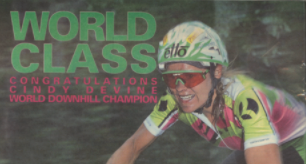 WORLD
CLASS
CONGRATULATIONS
CINDY DEVINE
WORLD DOWNHILL CHAMPION